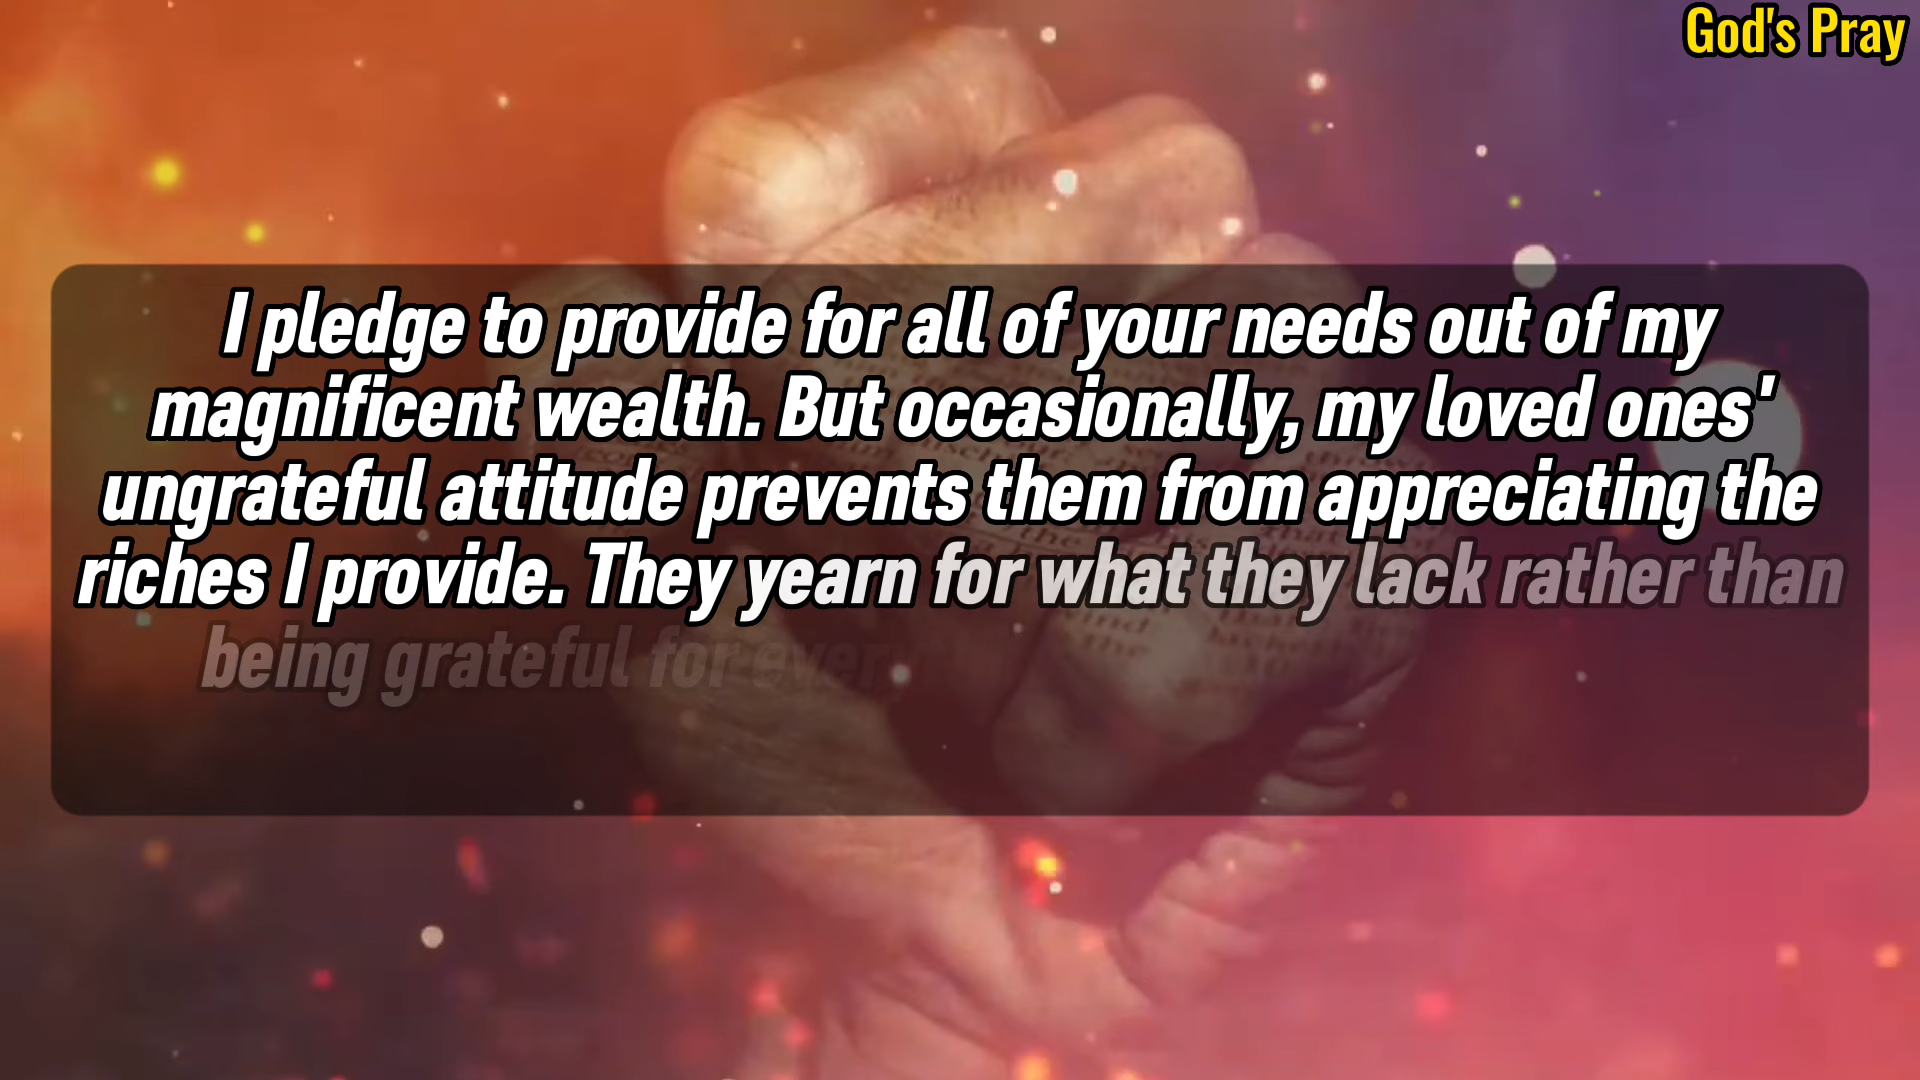 God's Pray
I pledge to provide for all of your needs out of my
magnificent wealth. But occasionally, my loved ones'
ungrateful attitude prevents them from appreciating the
riches I provide. They yearn for what they lack rather than
being grateful for